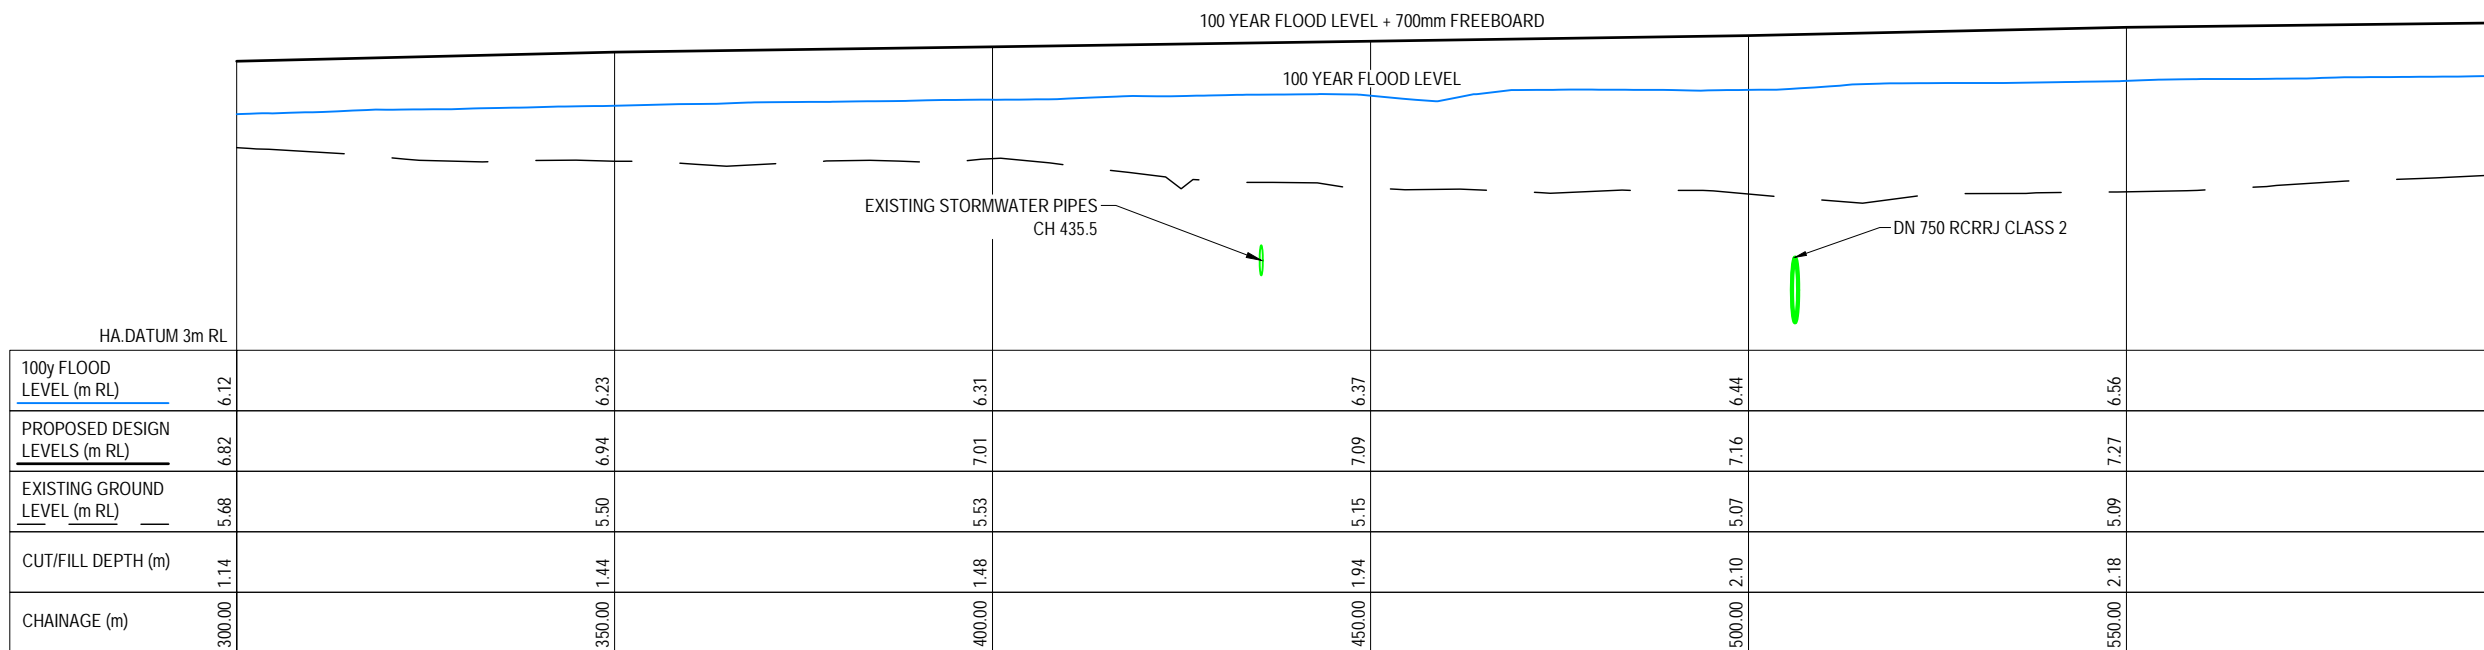 100 YEAR FLOOD LEVEL + 700mm FREEBOARD
100 YEAR FLOOD LEVEL
EXISTING STORMWATER PIPES
CH 435.5
DN 750 RCRRJ CLASS 2
HA.DATUM 3m RL
100y FLOOD
LEVEL (m RL)
6.12 6.23 6.31 6.37 6.44 6.56
PROPOSED DESIGN
LEVELS (m RL)
6.82 6.94 7.01 7.09 7.16 7.27
EXISTING GROUND
LEVEL (m RL)
5.68 5.50 5.53 5.15 5.07 5.09
CUT/FILL DEPTH (m)
1.14 1.44 1.48 1.94 2.10 2.18
CHAINAGE (m)
300.00 350.00 400.00 450.00 500.00 550.00